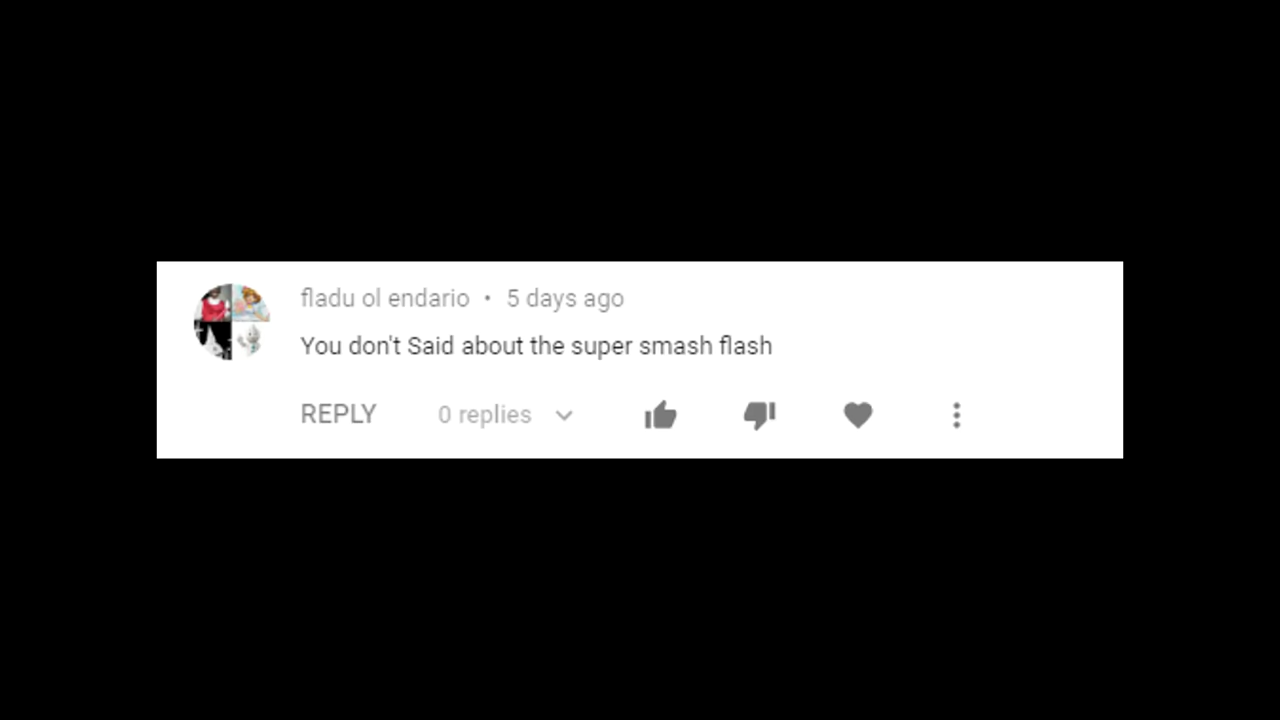 fladu ol endario • 5 days ago
You don't Said about the super smash flash
REPLY 0 replies